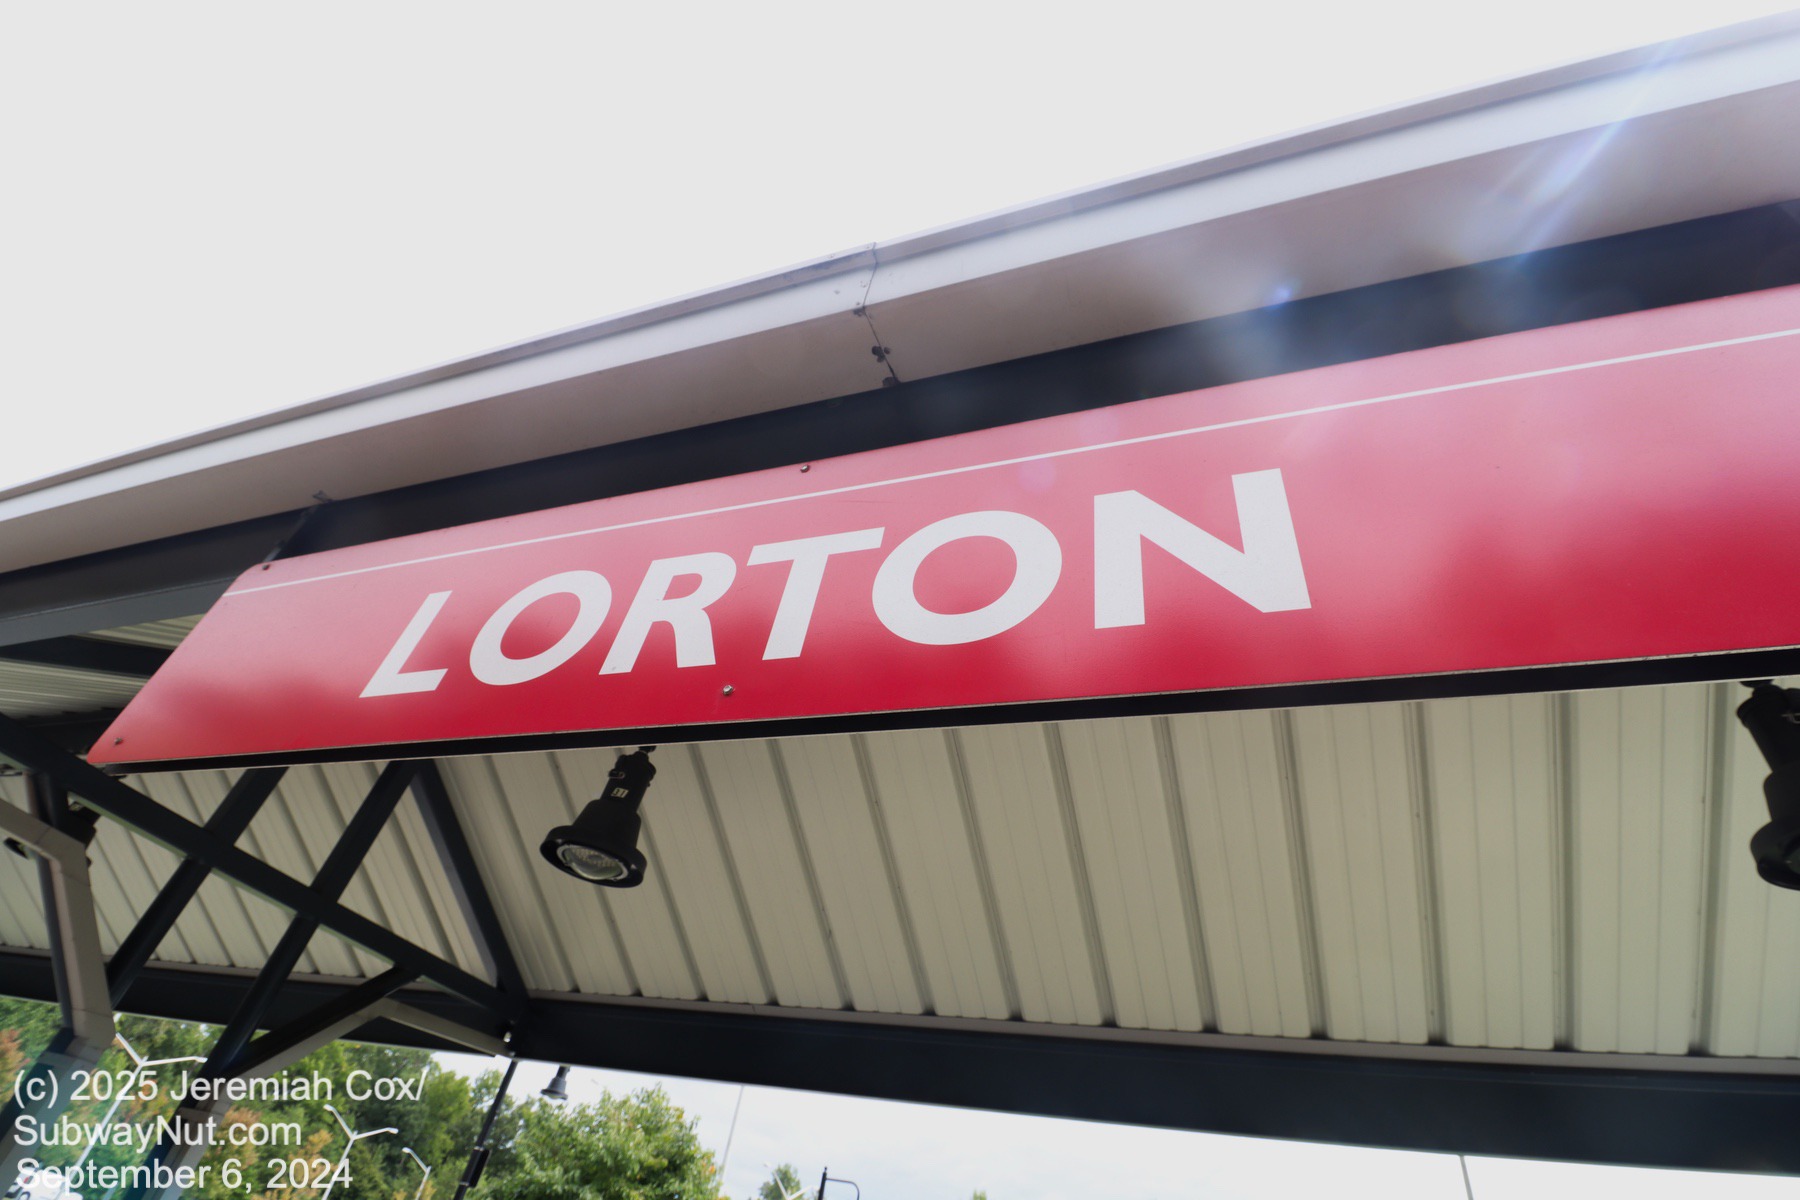 LORTON
(c) 2025 Jeremiah Cox/
SubwayNut.com
September 6, 2024